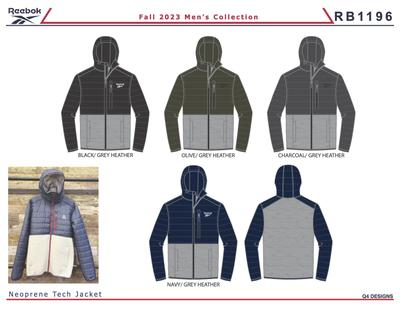 Reebok
Fall 2023 Men's Collection
RB1196
BLACK/ GREY HEATHER
OLIVE/ GREY HEATHER
CHARCOAL/ GREY HEATHER
NAVY/ GREY HEATHER
Neoprene Tech Jacket
Q4 DESIGNS